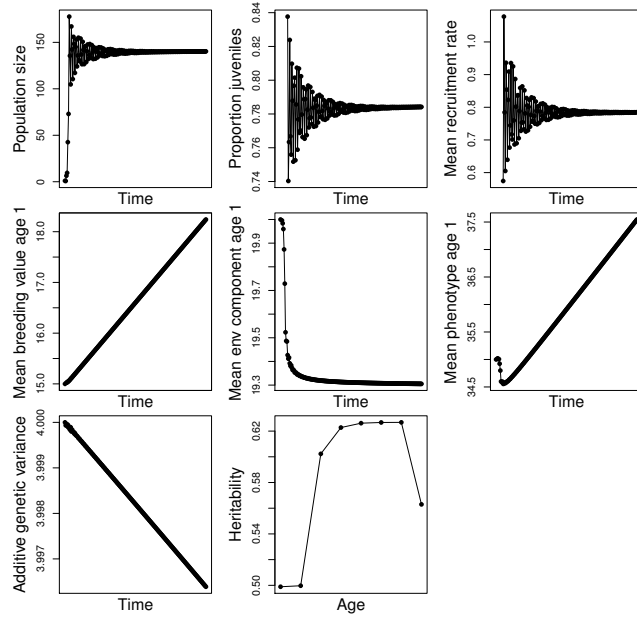 Population size
150
100
50
0
Time
Proportion juveniles
0.84
0.82
0.80
0.78
0.76
0.74
Time
Mean recruitment rate
1.0
0.9
0.8
0.7
0.6
Time
Mean breeding value age 1
18.0
17.0
16.0
15.0
Time
Mean env component age 1
19.9
19.7
19.5
19.3
Time
Mean phenotype age 1
37.5
36.5
35.5
34.5
Time
Additive genetic variance
4.000
3.999
3.998
3.997
Time
Heritability
0.62
0.58
0.54
0.50
Age